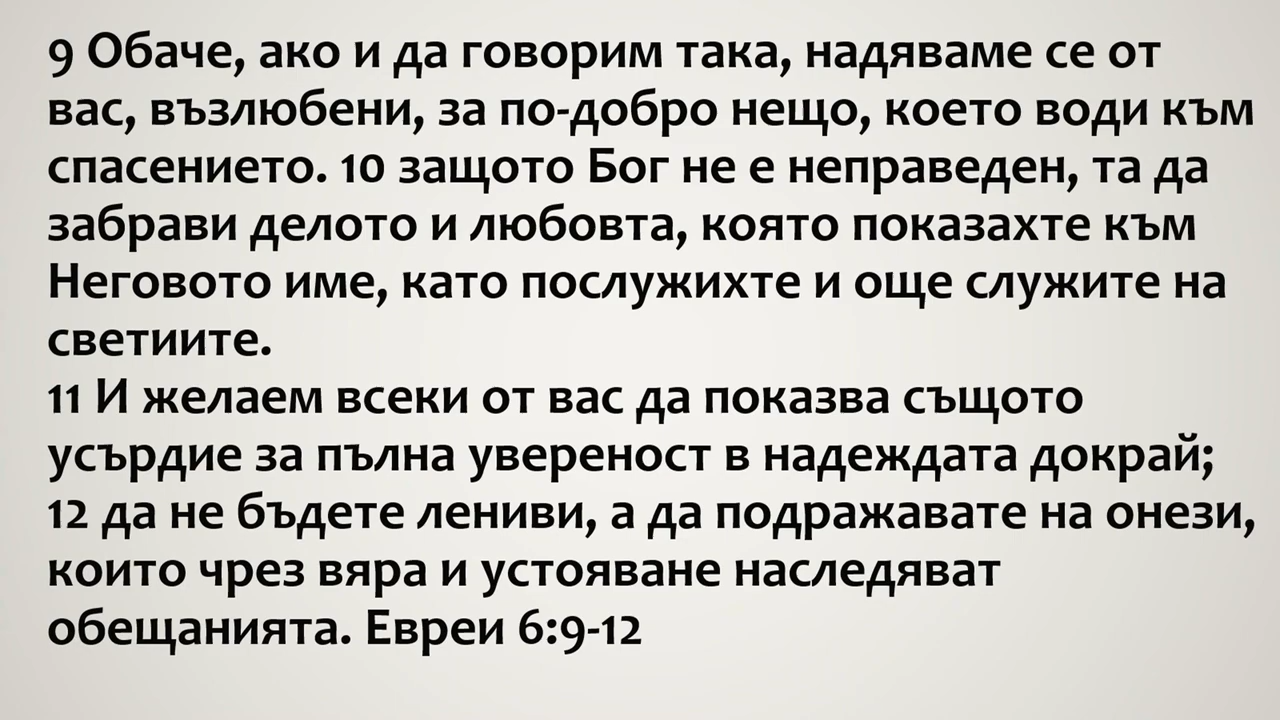 9 Обаче, ако и да говорим така, надяваме се от
вас, възлюбени, за по-добро нещо, което води към
спасението. 10 защото Бог не е неправеден, та да
забрави делото и любовта, която показахте към
Неговото име, като послужихте и още служите на
светиите.
11 И желаем всеки от вас да показва същото
усърдие за пълна увереност в надеждата докрай;
12 да не бъдете лениви, а да подражавате на онези,
които чрез вяра и устояване наследяват
обещанията. Евреи 6:9-12